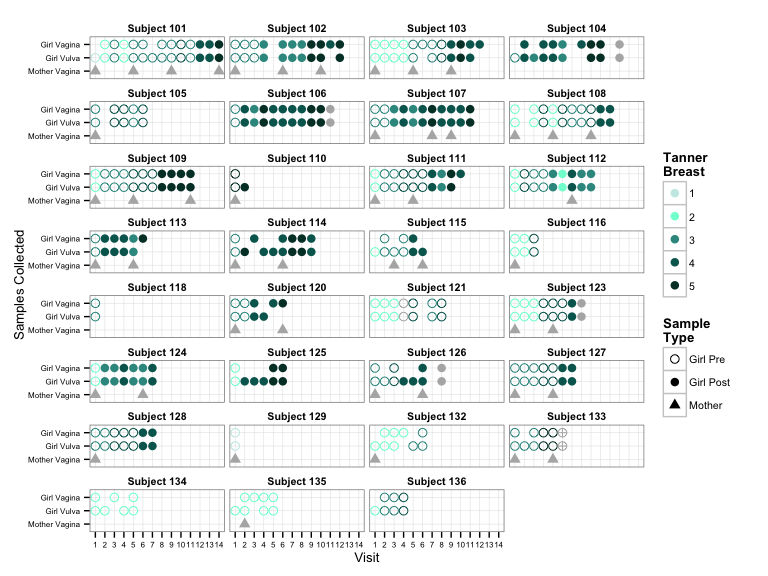 Subject 101 Subject 102 Subject 103 Subject 104
Girl Vagina
Girl Vulva
Mother Vagina
Subject 105 Subject 106 Subject 107 Subject 108
Girl Vagina
Girl Vulva
Mother Vagina
Subject 109 Subject 110 Subject 111 Subject 112
Girl Vagina
Girl Vulva
Mother Vagina
Subject 113 Subject 114 Subject 115 Subject 116
Girl Vagina
Girl Vulva
Mother Vagina
Subject 118 Subject 120 Subject 121 Subject 123
Girl Vagina
Girl Vulva
Mother Vagina
Subject 124 Subject 125 Subject 126 Subject 127
Girl Vagina
Girl Vulva
Mother Vagina
Subject 128 Subject 129 Subject 132 Subject 133
Girl Vagina
Girl Vulva
Mother Vagina
Subject 134 Subject 135 Subject 136
Girl Vagina
Girl Vulva
Mother Vagina
1 2 3 4 5 6 7 8 9 10 11 12 13 14 1 2 3 4 5 6 7 8 9 10 11 12 13 14 1 2 3 4 5 6 7 8 9 10 11 12 13 14
Visit
Samples Collected
Tanner
Breast
1
2
3
4
5
Sample
Type
Girl Pre
Girl Post
Mother